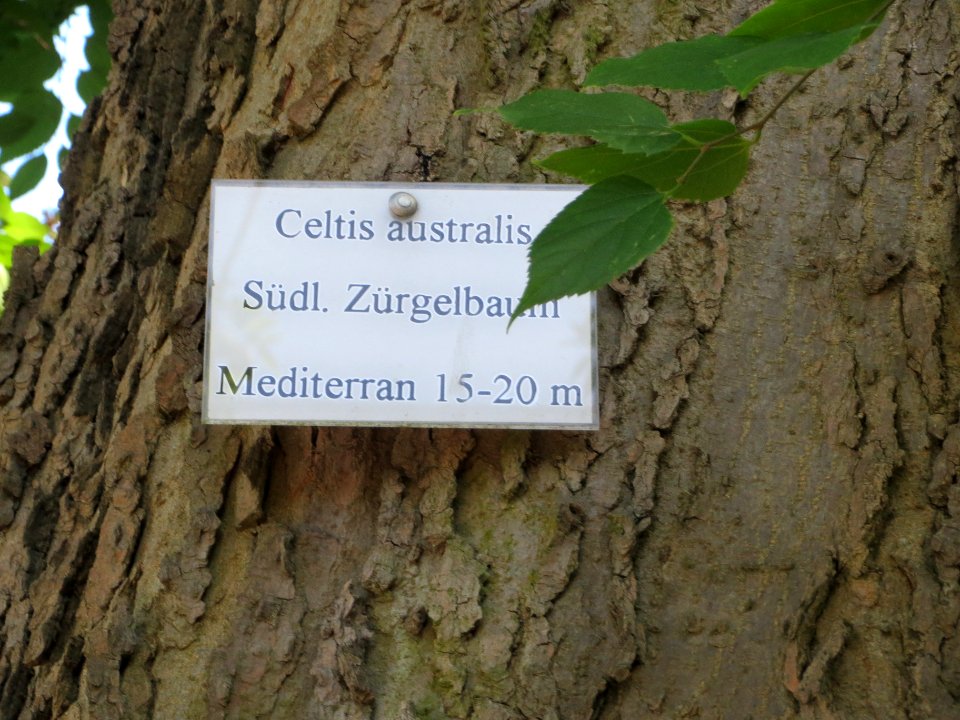 Celtis australis
Südl. Zürgelbaum
Mediterran 15-20 m